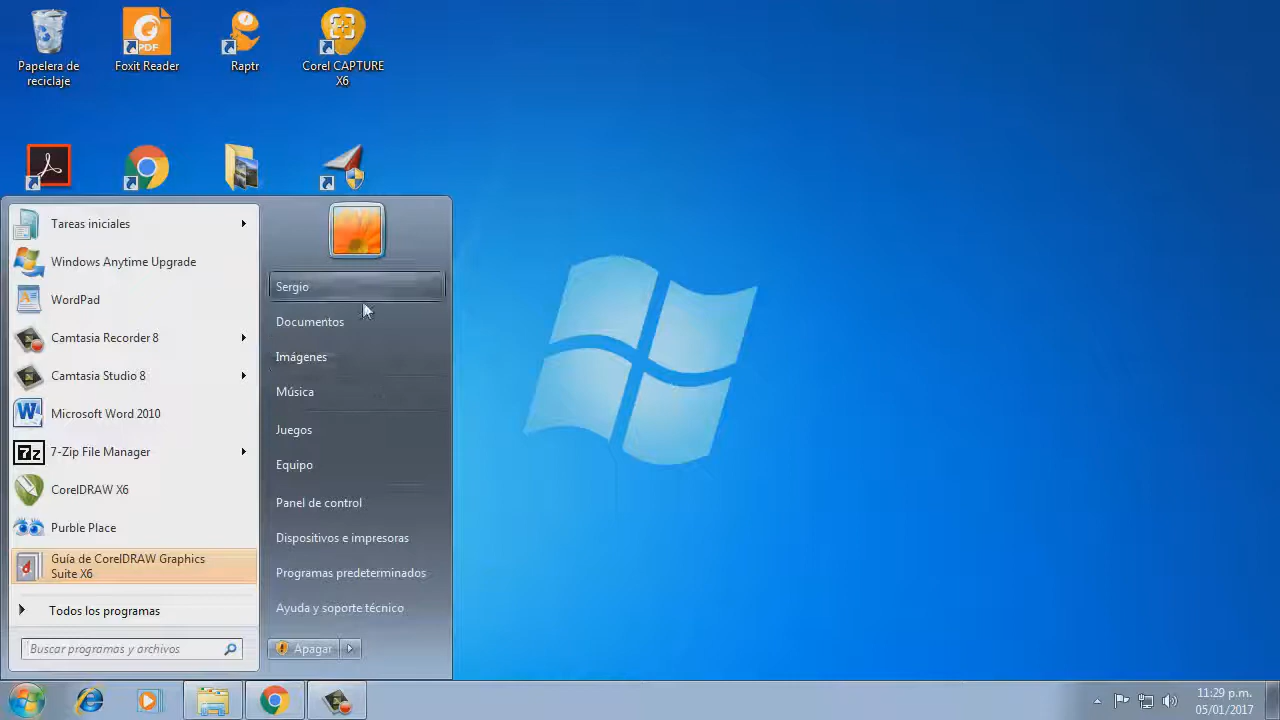 Papelera de
reciclaje
Foxit Reader
Raptr
Corel CAPTURE
X6
PDF
Tareas iniciales
Windows Anytime Upgrade
WordPad
Camtasia Recorder 8
Camtasia Studio 8
Microsoft Word 2010
7-Zip File Manager
CorelDRAW X6
Purble Place
Guía de CorelDRAW Graphics
Suite X6
Todos los programas
Buscar programas y archivos
Sergio
Documentos
Imágenes
Música
Juegos
Equipo
Panel de control
Dispositivos e impresoras
Programas predeterminados
Ayuda y soporte técnico
Apagar
11:29 p.m.
05/01/2017